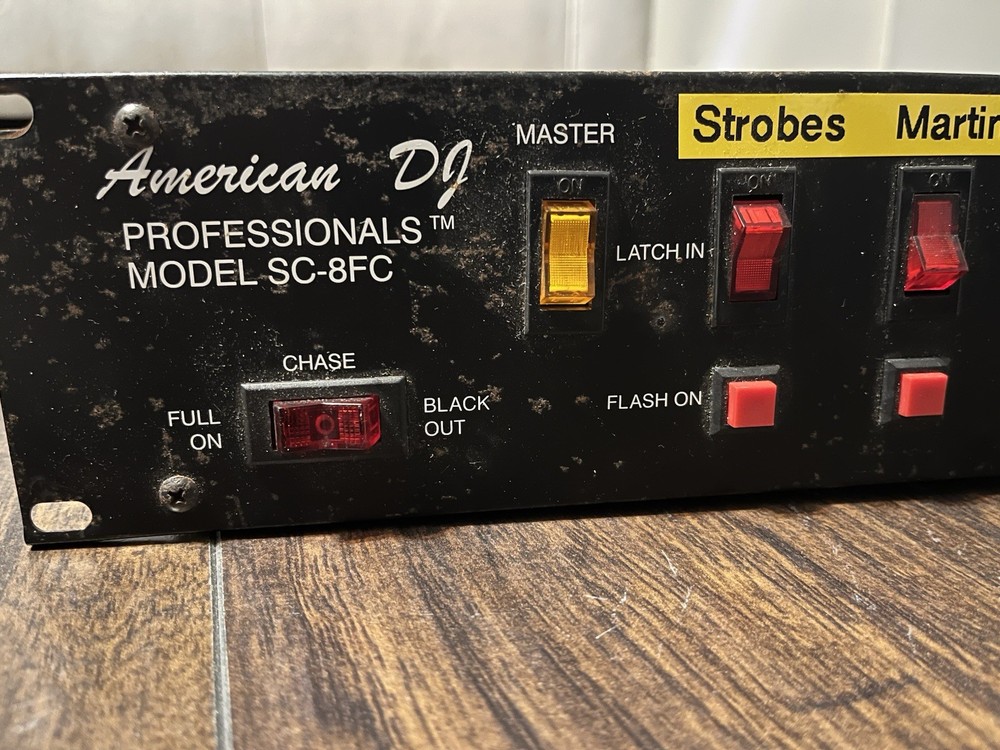 American DJ
PROFESSIONALS™
MODEL SC-8FC
MASTER
Strobes
ON
ON
ON
LATCH IN
CHASE
FULL
ON
BLACK
OUT
FLASH ON